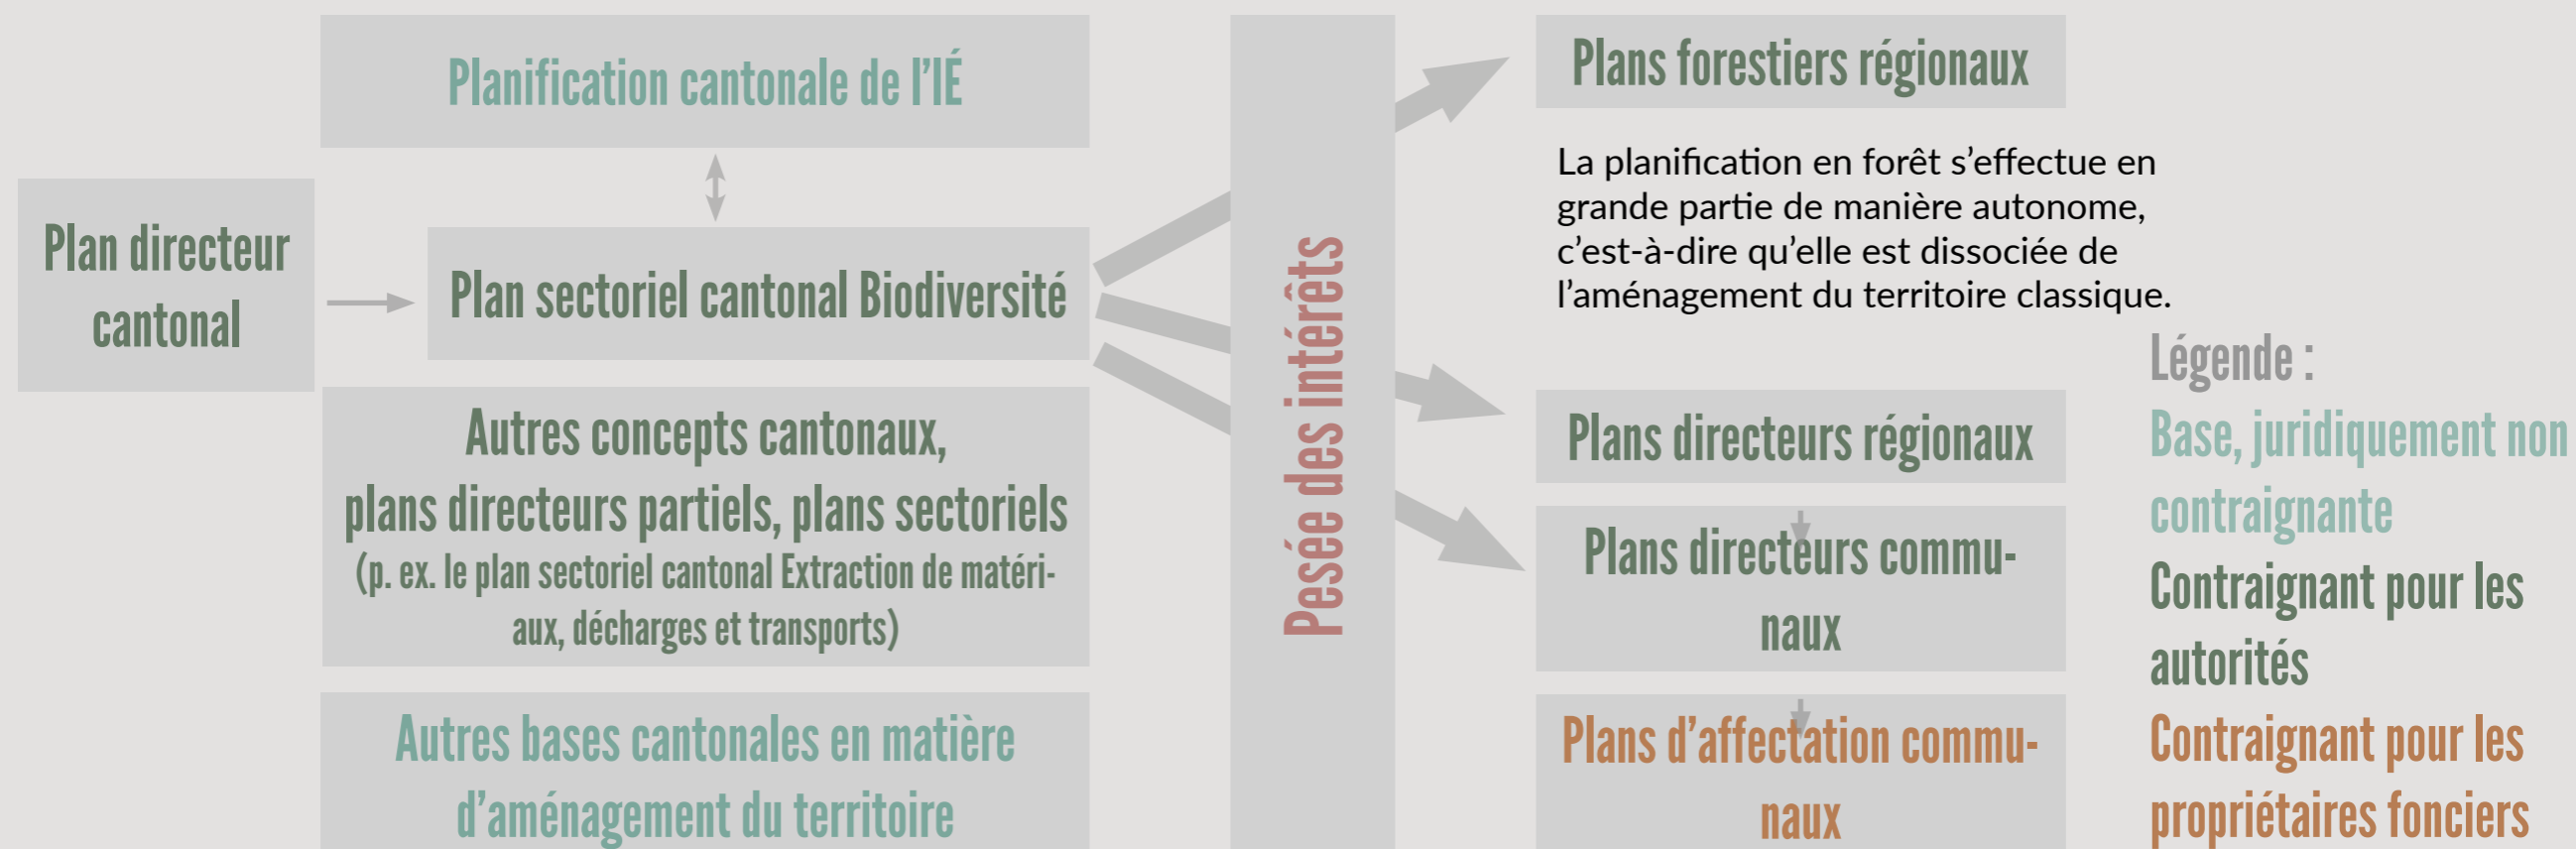 Planification cantonale de l’IÉ
Plan directeur
cantonal
Plan sectoriel cantonal Biodiversité
Autres concepts cantonaux,
plans directeurs partiels, plans sectoriels
(p. ex. le plan sectoriel cantonal Extraction de matéri-
aux, décharges et transports)
Autres bases cantonales en matière
d’aménagement du territoire
Pesée des intérêts
Plans forestiers régionaux
La planification en forêt s’effectue en
grande partie de manière autonome,
c’est-à-dire qu’elle est dissociée de
l’aménagement du territoire classique.
Plans directeurs régionaux
Plans directeurs commu-
naux
Plans d’affectation commu-
naux
Légende :
Base, juridiquement non
contraignante
Contraignant pour les
autorités
Contraignant pour les
propriétaires fonciers